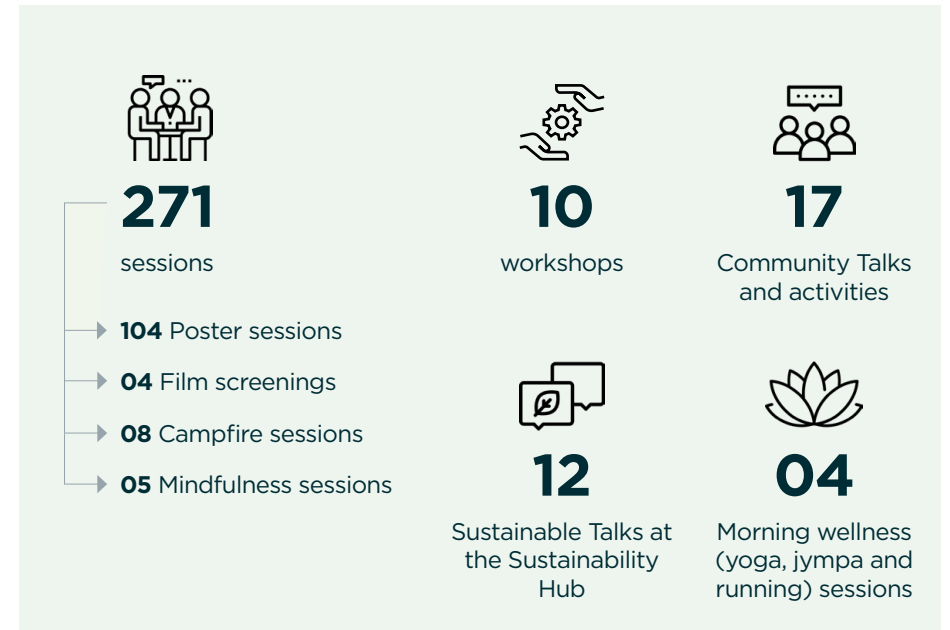 271
sessions
104 Poster sessions
04 Film screenings
08 Campfire sessions
05 Mindfulness sessions
10
workshops
17
Community Talks
and activities
12
Sustainable Talks at
the Sustainability
Hub
04
Morning wellness
(yoga, jympa and
running) sessions